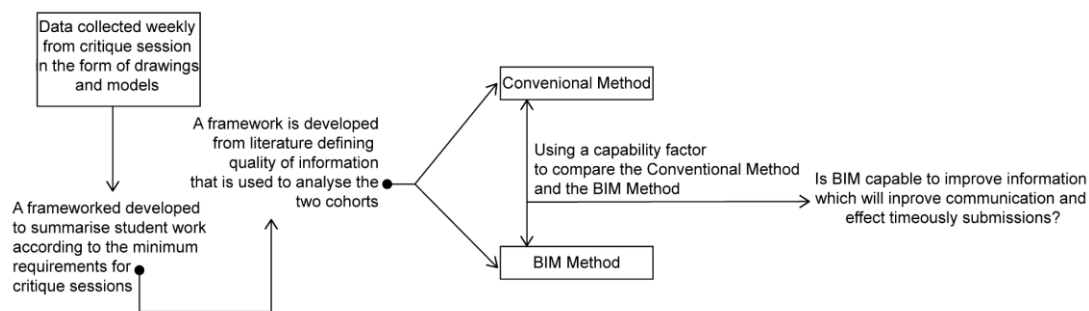 Data collected weekly
from critique session
in the form of drawings
and models
A frameworked developed
to summarise student work
according to the minimum
requirements for
critique sessions
A framework is developed
from literature defining
quality of information
that is used to analyse the
two cohorts
Convenional Method
Using a capability factor
to compare the Conventional Method
and the BIM Method
BIM Method
Is BIM capable to improve information
which will inprove communication and
effect timeously submissions?